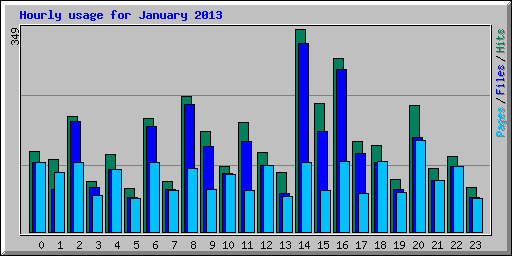 Hourly usage for January 2013
349
Pages / Files / Hits
0 1 2 3 4 5 6 7 8 9 10 11 12 13 14 15 16 17 18 19 20 21 22 23